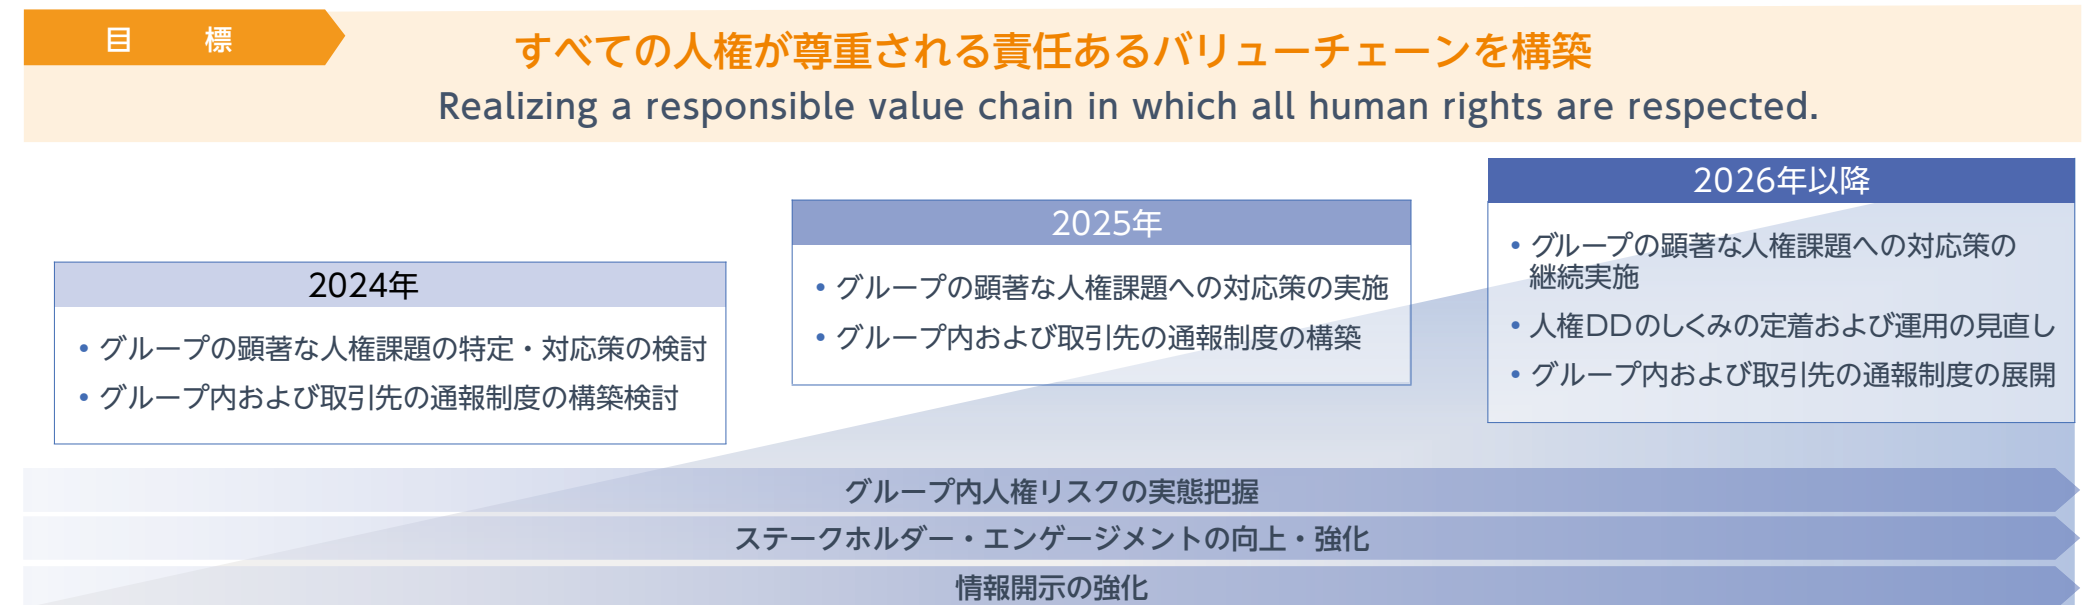 目 標
すべての人権が尊重される責任あるバリューチェーンを構築
Realizing a responsible value chain in which all human rights are respected.
2024年
• グループの顕著な人権課題の特定・対応策の検討
• グループ内および取引先の通報制度の構築検討
2025年
• グループの顕著な人権課題への対応策の実施
• グループ内および取引先の通報制度の構築
2026年以降
• グループの顕著な人権課題への対応策の
継続実施
• 人権DDのしくみの定着および運用の見直し
• グループ内および取引先の通報制度の展開
グループ内人権リスクの実態把握
ステークホルダー・エンゲージメントの向上・強化
情報開示の強化